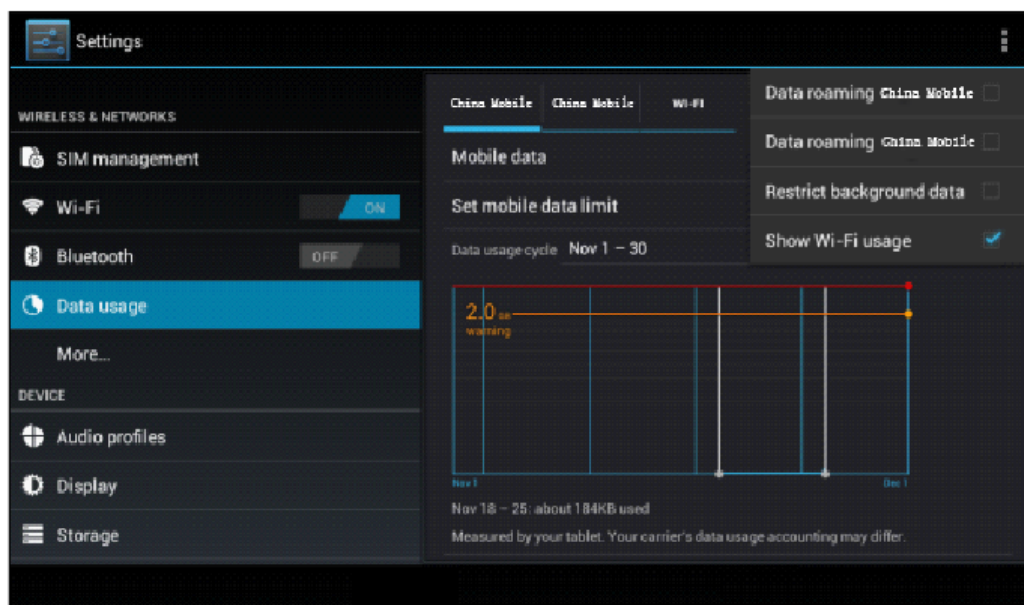 Settings
WIRELESS & NETWORKS
SIM management
Wi-Fi
ON
Bluetooth
OFF
Data usage
More...
DEVICE
Audio profiles
Display
Storage
China Mobile
China Mobile
WI-FI
Mobile data
Set mobile data limit
Data usage cycle
Nov 1 – 30
Data roaming China Mobile
Data roaming China Mobile
Restrict background data
Show Wi-Fi usage
2.0 GB
warning
Nov 1
Dec 1
Nov 18 – 25: about 184KB used
Measured by your tablet. Your carrier's data usage accounting may differ.